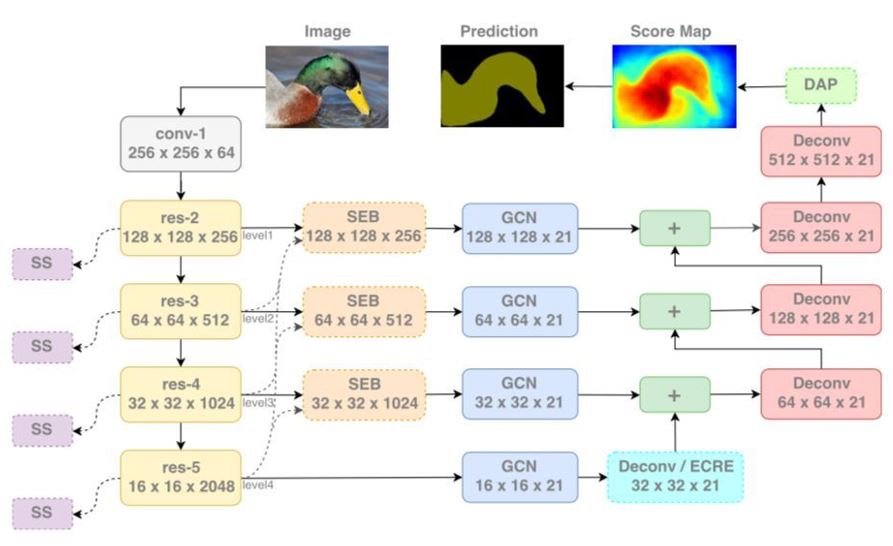 Image
Prediction
Score Map
DAP
conv-1
256 x 256 x 64
Deconv
512 x 512 x 21
res-2
128 x 128 x 256
level1
SEB
128 x 128 x 256
GCN
128 x 128 x 21
+
Deconv
256 x 256 x 21
SS
res-3
64 x 64 x 512
level2
SEB
64 x 64 x 512
GCN
64 x 64 x 21
+
Deconv
128 x 128 x 21
SS
res-4
32 x 32 x 1024
level3
SEB
32 x 32 x 1024
GCN
32 x 32 x 21
+
Deconv
64 x 64 x 21
SS
res-5
16 x 16 x 2048
level4
GCN
16 x 16 x 21
Deconv / ECRE
32 x 32 x 21
SS